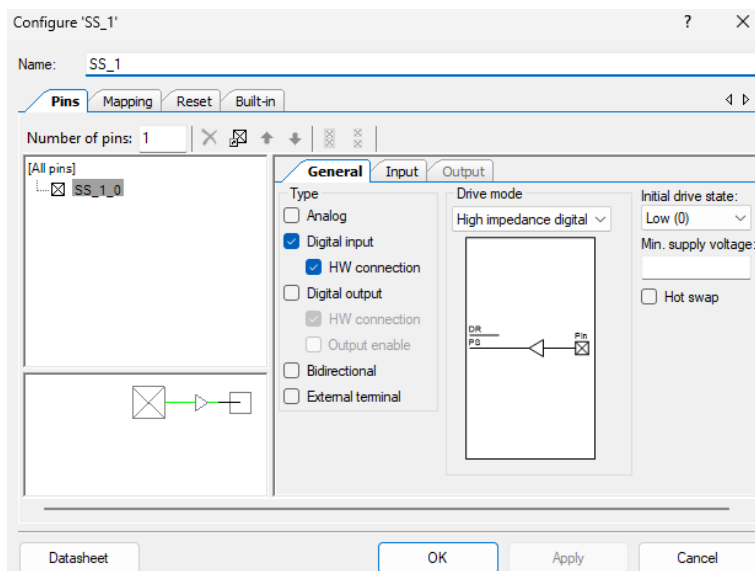 Configure 'SS_1'
? X
Name: SS_1
Pins Mapping Reset Built-in
Number of pins: 1
[All pins]
SS_1_0
General Input Output
Type
Analog
Digital input
HW connection
Digital output
HW connection
Output enable
Bidirectional
External terminal
Drive mode
High impedance digital
DR
PS
Pin
Initial drive state:
Low (0)
Min. supply voltage:
Hot swap
Datasheet OK Apply Cancel